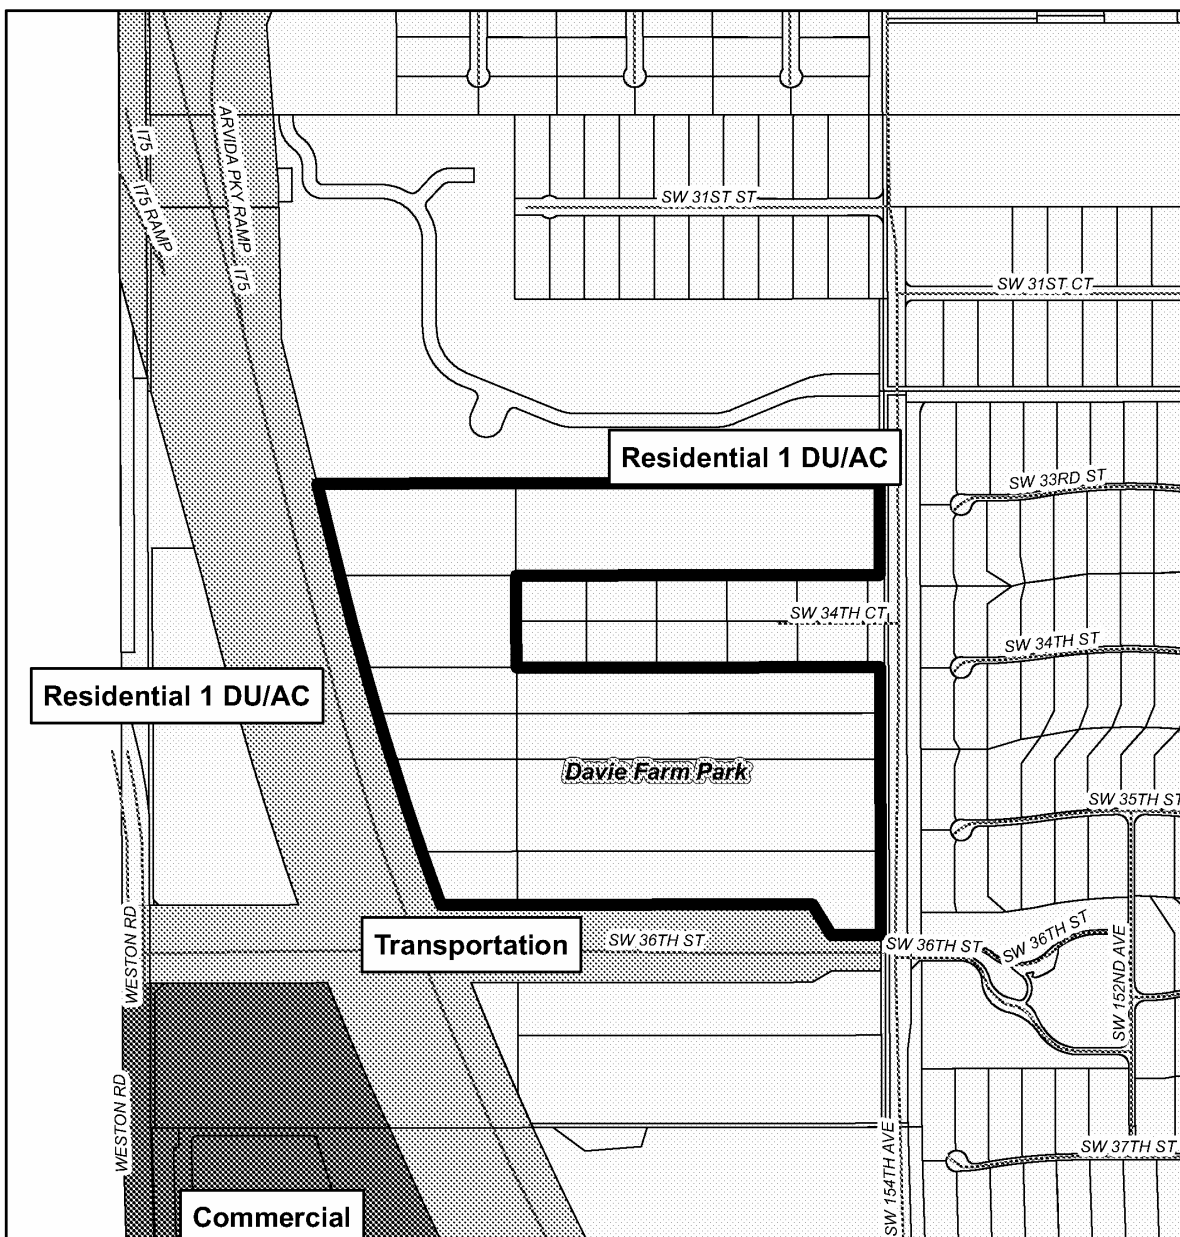 I75
I75 RAMP
ARVIDA PKY RAMP
I75
SW 31ST ST
SW 31ST CT
Residential 1 DU/AC
SW 33RD ST
SW 34TH CT
SW 34TH ST
Residential 1 DU/AC
Davie Farm Park
SW 35TH ST
WESTON RD
Transportation
SW 36TH ST
SW 36TH ST
SW 36TH ST
SW 152ND AVE
WESTON RD
SW 154TH AVE
SW 37TH ST
Commercial